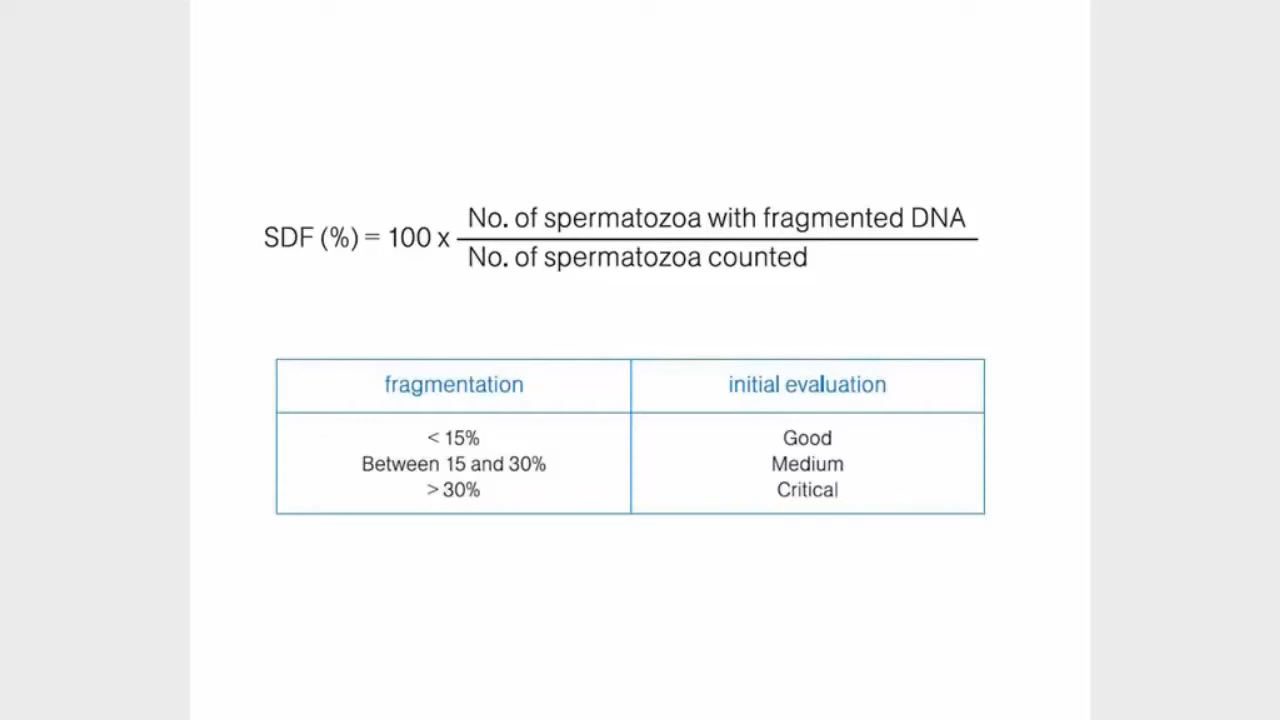 SDF (%) = 100 x No. of spermatozoa with fragmented DNA
No. of spermatozoa counted
fragmentation initial evaluation
< 15% Good
Between 15 and 30% Medium
> 30% Critical